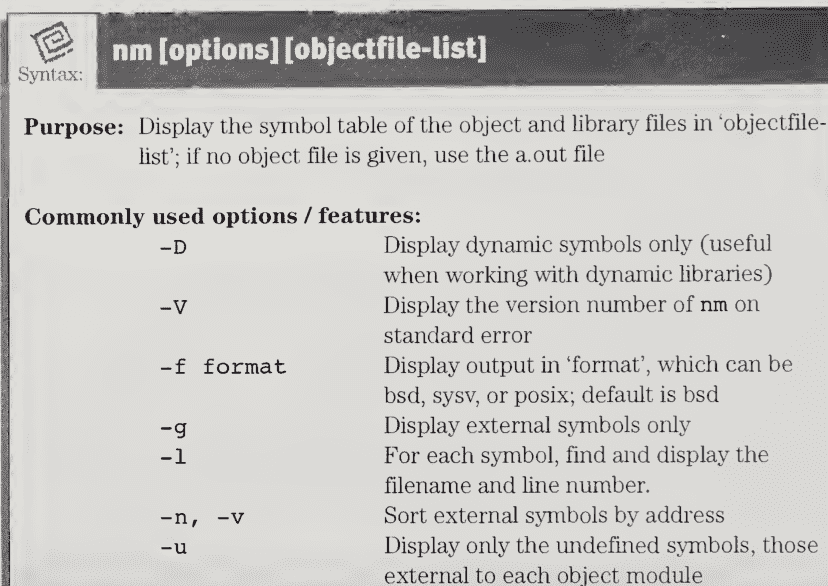 nm [options][objectfile-list]
Syntax:
Purpose: Display the symbol table of the object and library files in ‘objectfile-
list’; if no object file is given, use the a.out file
Commonly used options / features:
-D Display dynamic symbols only (useful
when working with dynamic libraries)
-V Display the version number of nm on
standard error
-f format Display output in ‘format’, which can be
bsd, sysv, or posix; default is bsd
-g Display external symbols only
-l For each symbol, find and display the
filename and line number.
-n, -v Sort external symbols by address
-u Display only the undefined symbols, those
external to each object module